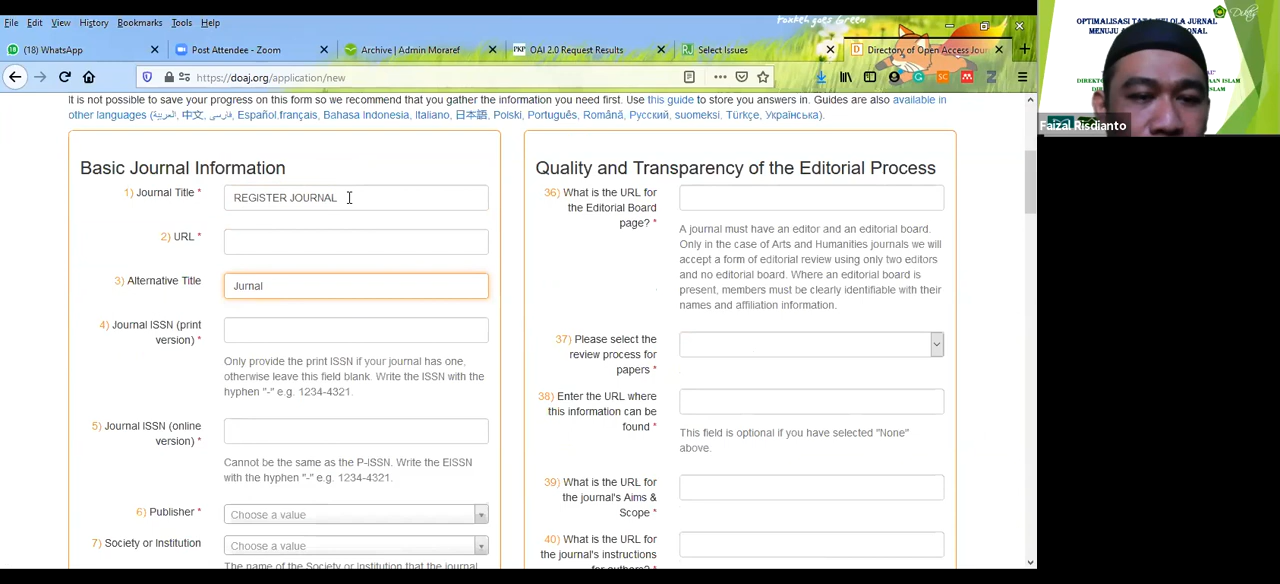 File Edit View History Bookmarks Tools Help
(18) WhatsApp
Post Attendee - Zoom
Archive | Admin Moraref
OAI 2.0 Request Results
Select Issues
Directory of Open Access Jour
https://doaj.org/application/new
It is not possible to save your progress on this form so we recommend that you gather the information you need first. Use this guide to store you answers in. Guides are also available in
other languages (العربية, 中文, فارسی, Español,français, Bahasa Indonesia, Italiano, 日本語, Polski, Português, Română, Русский, suomeksi, Türkçe, Українська).
Basic Journal Information
1) Journal Title *
REGISTER JOURNAL
2) URL *
3) Alternative Title
Jurnal
4) Journal ISSN (print
version) *
Only provide the print ISSN if your journal has one,
otherwise leave this field blank. Write the ISSN with the
hyphen "-" e.g. 1234-4321.
5) Journal ISSN (online
version) *
Cannot be the same as the P-ISSN. Write the EISSN
with the hyphen "-" e.g. 1234-4321.
6) Publisher *
Choose a value
7) Society or Institution
Choose a value
The name of the Society or Institution that the journal
Quality and Transparency of the Editorial Process
36) What is the URL for
the Editorial Board
page? *
A journal must have an editor and an editorial board.
Only in the case of Arts and Humanities journals we will
accept a form of editorial review using only two editors
and no editorial board. Where an editorial board is
present, members must be clearly identifiable with their
names and affiliation information.
37) Please select the
review process for
papers *
38) Enter the URL where
this information can be
found *
This field is optional if you have selected "None"
above.
39) What is the URL for
the journal's Aims &
Scope *
40) What is the URL for
the journal's instructions
for authors? *
Faizal Risdianto